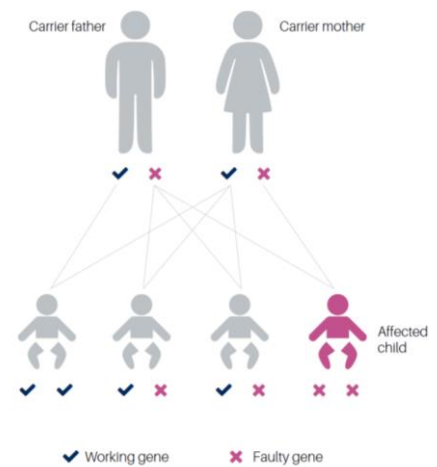 Carrier father
Carrier mother
Affected
child
Working gene
Faulty gene